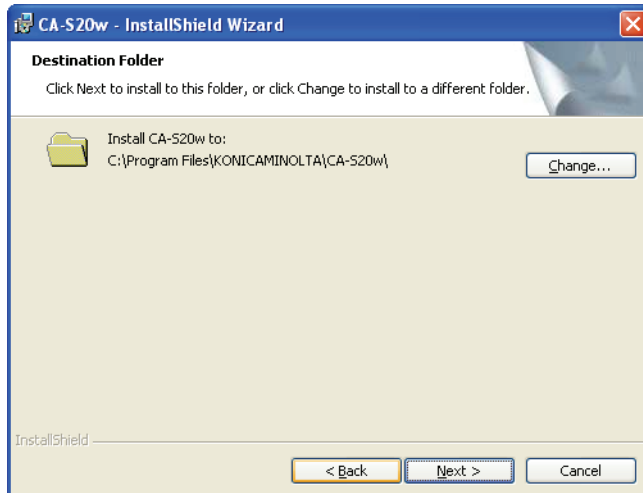 CA-S20w - InstallShield Wizard
Destination Folder
Click Next to install to this folder, or click Change to install to a different folder.
Install CA-S20w to:
C:\Program Files\KONICAMINOLTA\CA-S20w\
Change...
InstallShield
< Back
Next >
Cancel